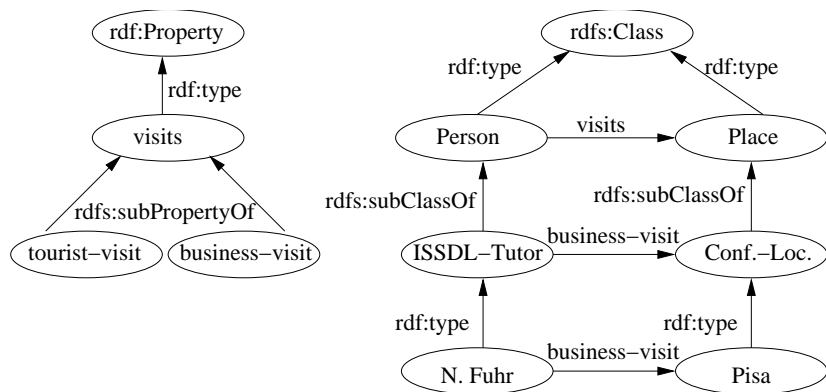 rdf:Property
rdf:type
visits
rdfs:subPropertyOf
tourist−visit
business−visit
rdfs:Class
rdf:type
rdf:type
Person
visits
Place
rdfs:subClassOf
rdfs:subClassOf
ISSDL−Tutor
business−visit
Conf.−Loc.
rdf:type
rdf:type
N. Fuhr
business−visit
Pisa